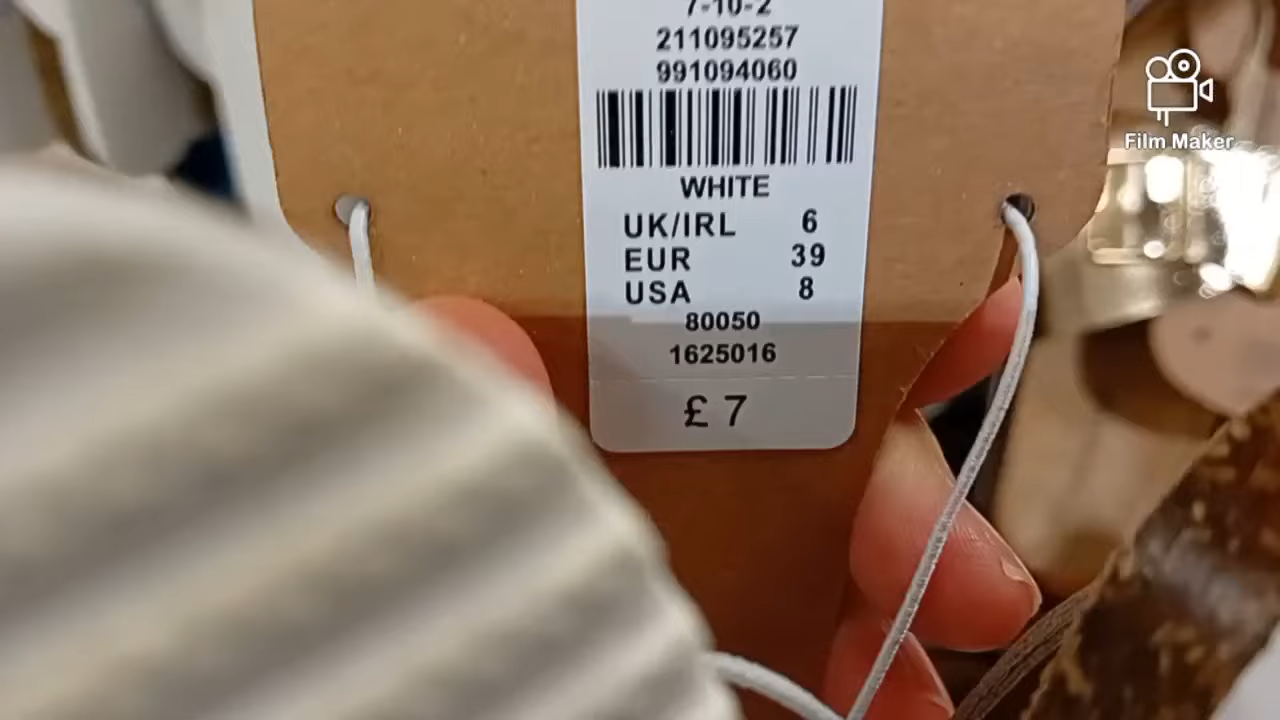 7-10-2
211095257
991094060
WHITE
UK/IRL 6
EUR 39
USA 8
80050
1625016
£ 7
Film Maker